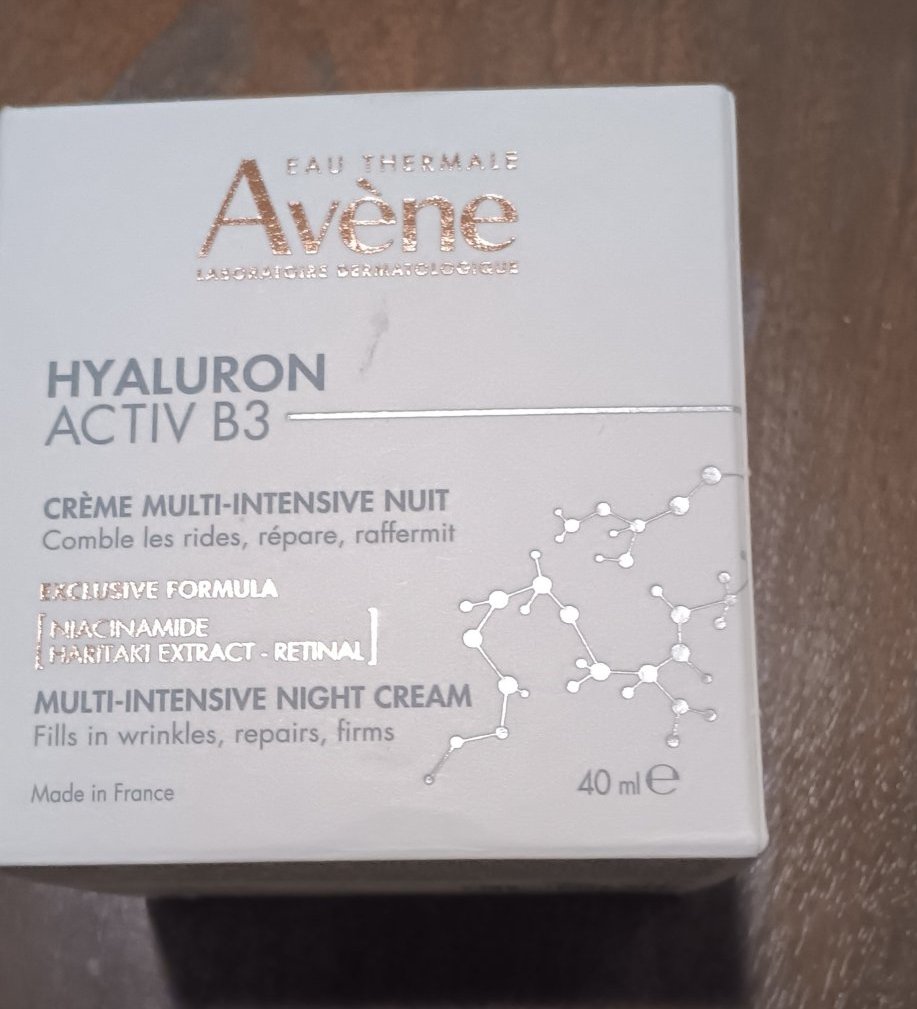 EAU THERMALE
Avène
LABORATOIRE DERMATOLOGIQUE
HYALURON
ACTIV B3
CRÈME MULTI-INTENSIVE NUIT
Comble les rides, répare, raffermit
EXCLUSIVE FORMULA
[NIACINAMIDE
HARITAKI EXTRACT - RETINAL]
MULTI-INTENSIVE NIGHT CREAM
Fills in wrinkles, repairs, firms
Made in France
40 ml ℮